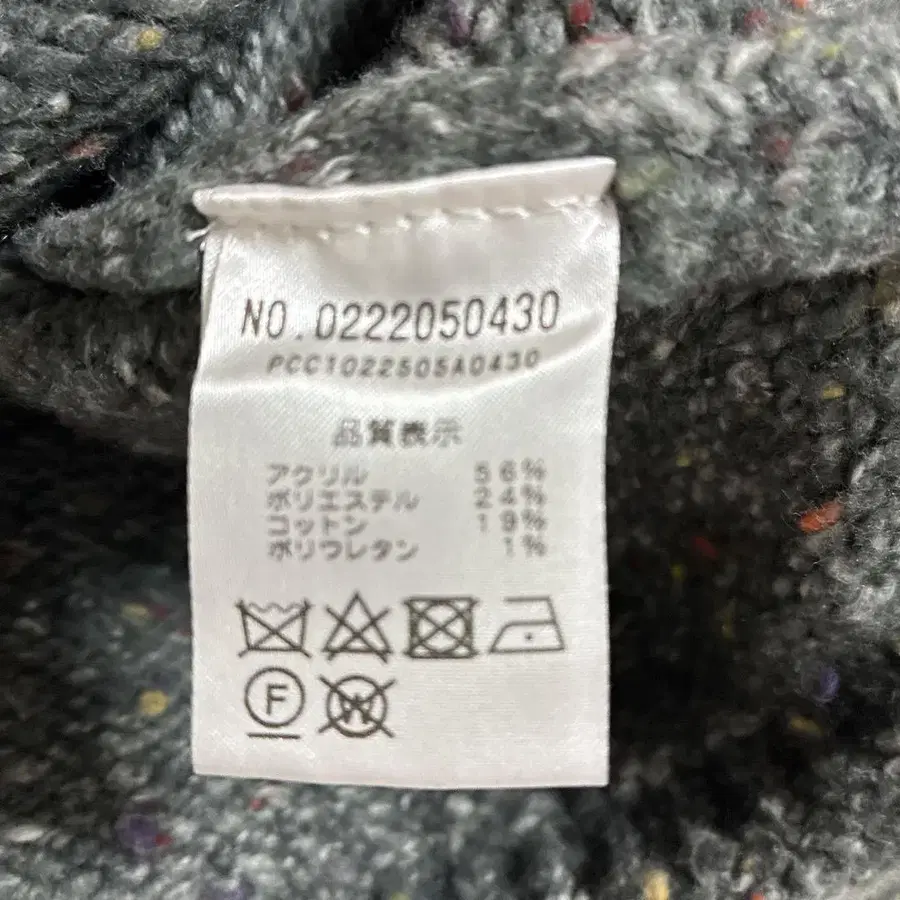 NO.0222050430
PCC1022505A0430
品質表示
アクリル 56%
ポリエステル 24%
コットン 19%
ポリウレタン 1%
F W